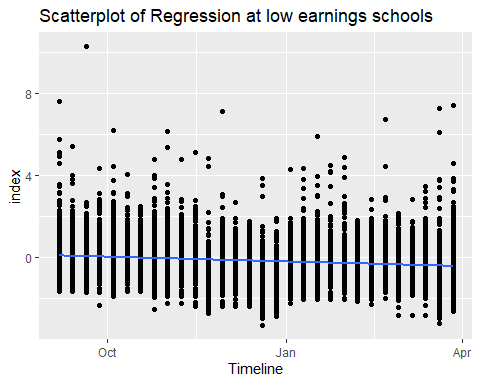 Scatterplot of Regression at low earnings schools
index
8
4
0
Oct
Jan
Apr
Timeline